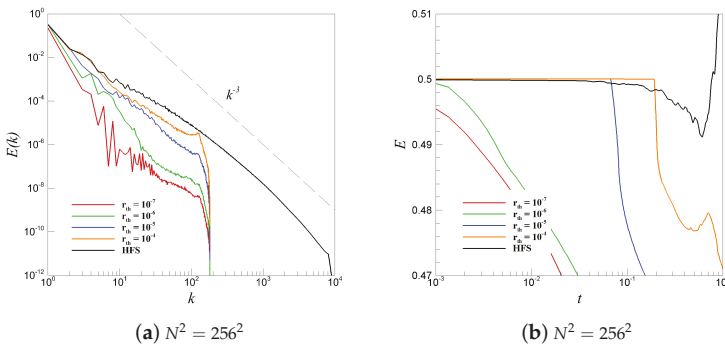 10^0
10^-2
10^-4
10^-6
10^-8
10^-10
10^-12
E(k)
k^-3
r_th = 10^-7
r_th = 10^-6
r_th = 10^-5
r_th = 10^-4
HFS
10^0 10^1 10^2 10^3 10^4
k
(a) N^2 = 256^2
0.51
0.5
0.49
0.48
0.47
E
r_th = 10^-7
r_th = 10^-6
r_th = 10^-5
r_th = 10^-4
HFS
10^-3 10^-2 10^-1 10^0
t
(b) N^2 = 256^2